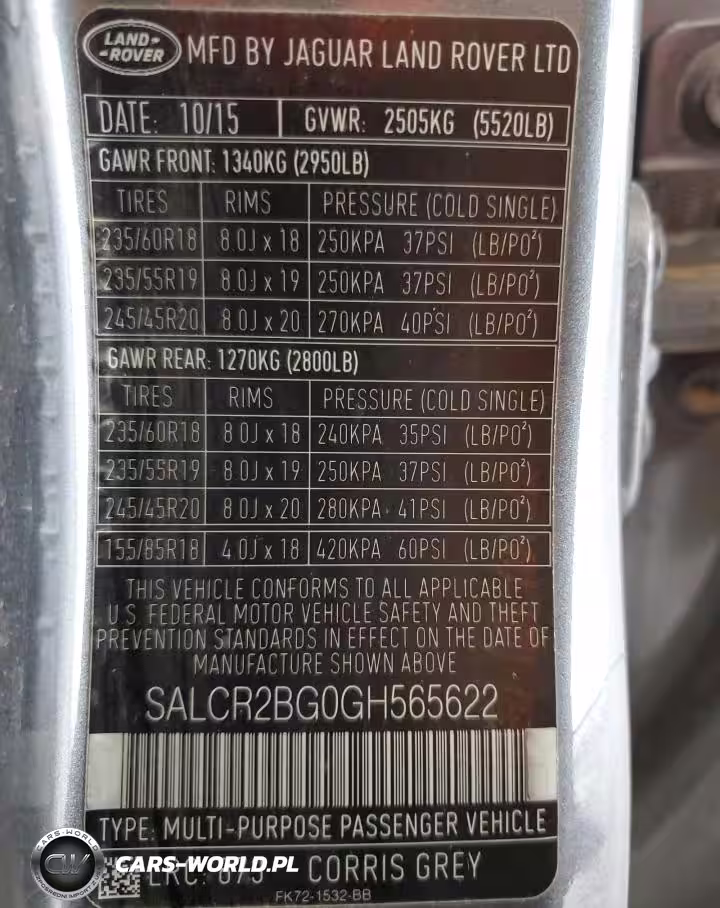 LAND-
-ROVER
MFD BY JAGUAR LAND ROVER LTD
DATE: 10/15 GVWR: 2505KG (5520LB)
GAWR FRONT: 1340KG (2950LB)
TIRES RIMS PRESSURE (COLD SINGLE)
235/60R18 8.0J x 18 250KPA 37PSI (LB/PO²)
235/55R19 8.0J x 19 250KPA 37PSI (LB/PO²)
245/45R20 8.0J x 20 270KPA 40PSI (LB/PO²)
GAWR REAR: 1270KG (2800LB)
TIRES RIMS PRESSURE (COLD SINGLE)
235/60R18 8.0J x 18 240KPA 35PSI (LB/PO²)
235/55R19 8.0J x 19 250KPA 37PSI (LB/PO²)
245/45R20 8.0J x 20 280KPA 41PSI (LB/PO²)
155/85R18 4.0J x 18 420KPA 60PSI (LB/PO²)
THIS VEHICLE CONFORMS TO ALL APPLICABLE
U.S. FEDERAL MOTOR VEHICLE SAFETY AND THEFT
PREVENTION STANDARDS IN EFFECT ON THE DATE OF
MANUFACTURE SHOWN ABOVE
SALCR2BG0GH565622
TYPE: MULTI-PURPOSE PASSENGER VEHICLE
CARS-WORLD
CW
CARS-WORLD.PL
CORRIS GREY
FK72-1532-BB